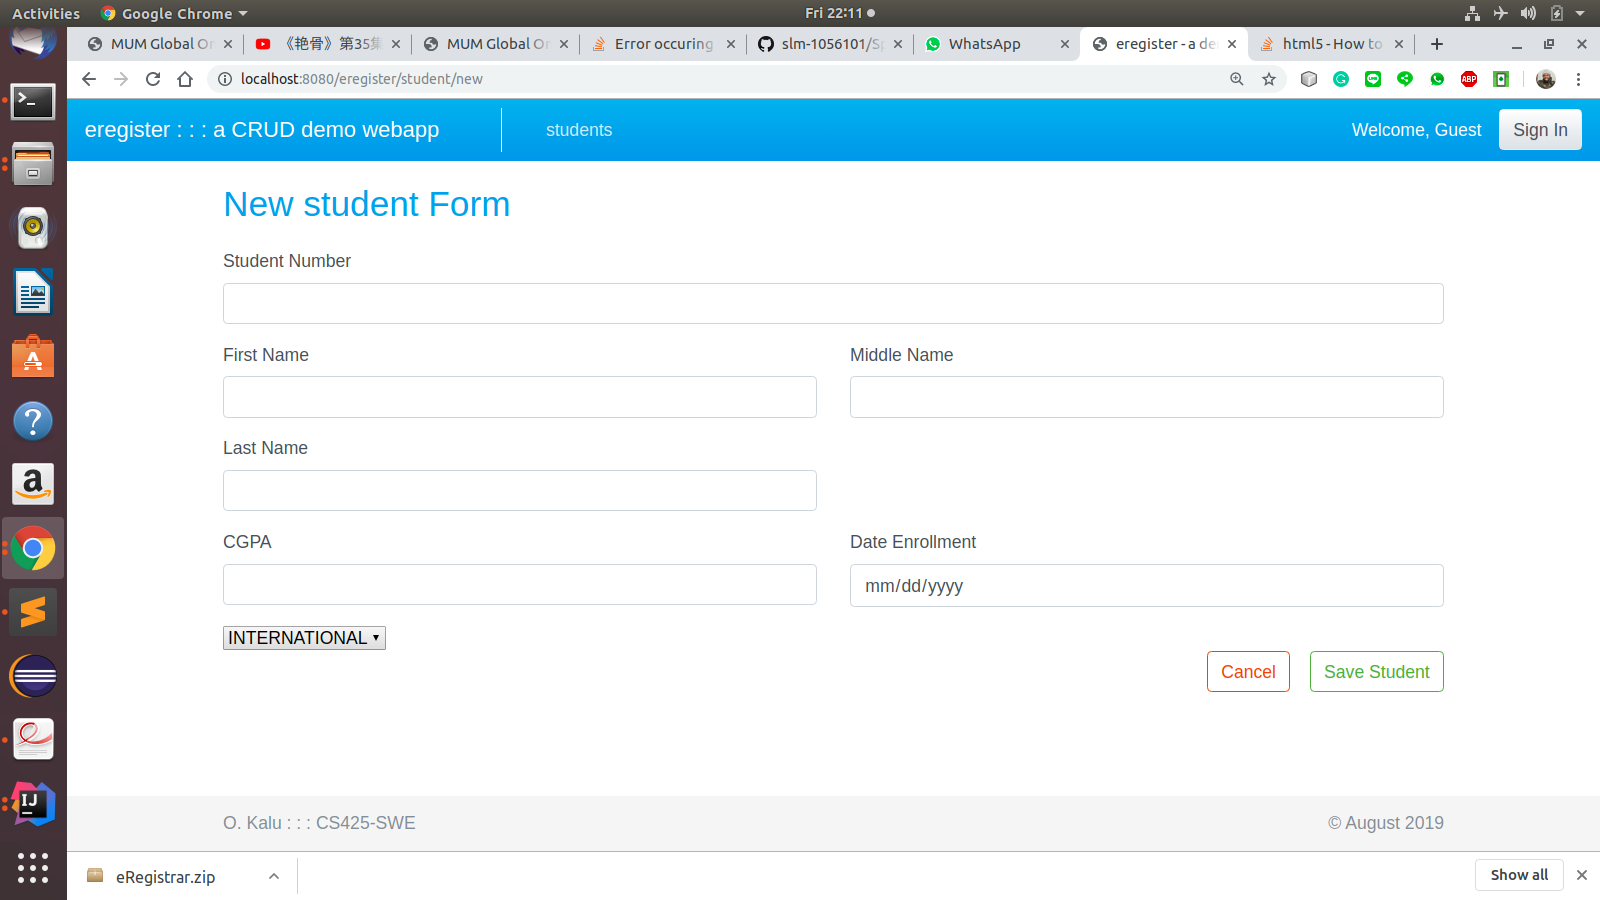 Activities Google Chrome Fri 22:11
MUM Global Or 《艳骨》第35集 MUM Global Or Error occuring slm-1056101/Sp WhatsApp eregister - a de html5 - How to
localhost:8080/eregister/student/new ABP
eregister : : : a CRUD demo webapp students Welcome, Guest Sign In
New student Form
Student Number
First Name Middle Name
Last Name
CGPA Date Enrollment
mm/dd/yyyy
INTERNATIONAL
Cancel Save Student
O. Kalu : : : CS425-SWE © August 2019
eRegistrar.zip Show all